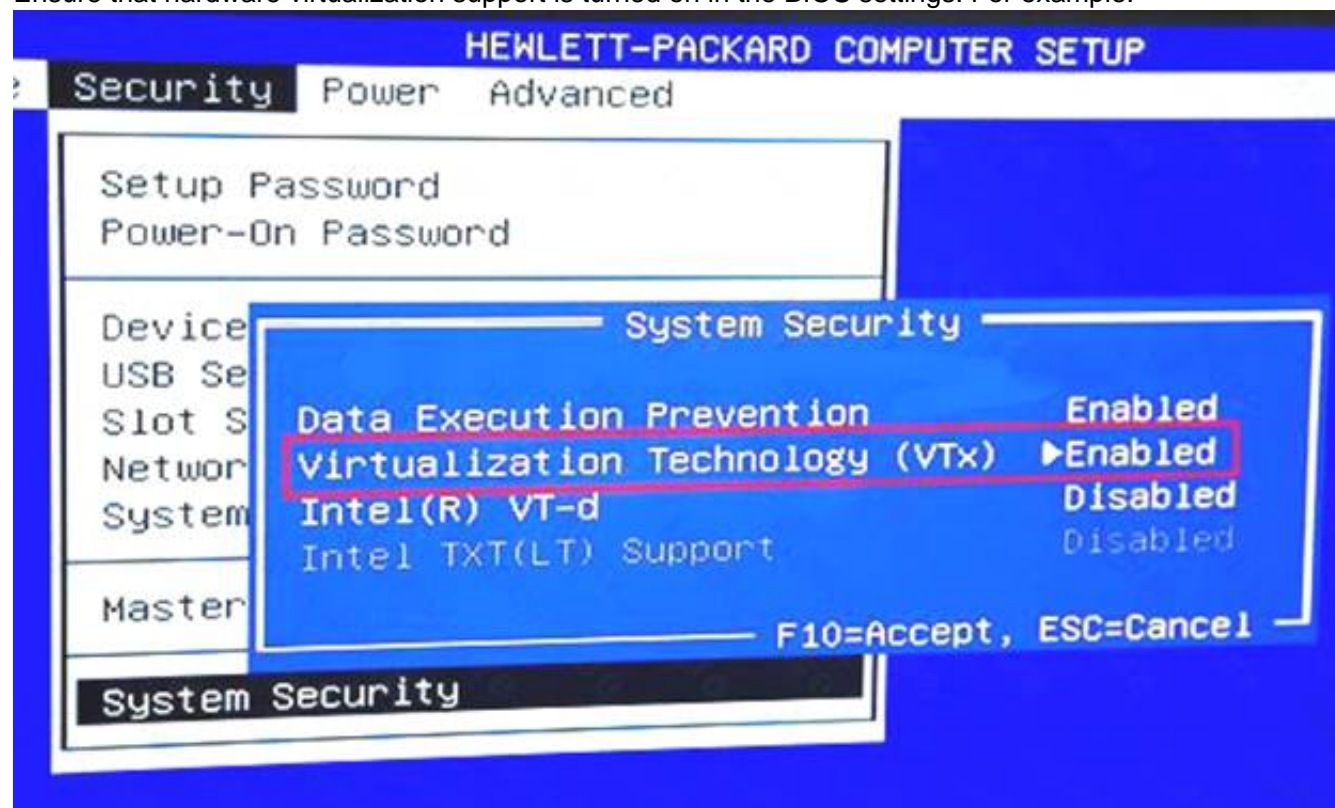 Ensure that hardware virtualization support is turned on in the BIOS settings. For example:
HEWLETT-PACKARD COMPUTER SETUP
Security Power Advanced
Setup Password
Power-On Password
Device
USB Se
Slot S
Networ
System
Master
System Security
System Security
Data Execution Prevention Enabled
Virtualization Technology (VTx) ▶Enabled
Intel(R) VT-d Disabled
Intel TXT(LT) Support Disabled
F10=Accept, ESC=Cancel